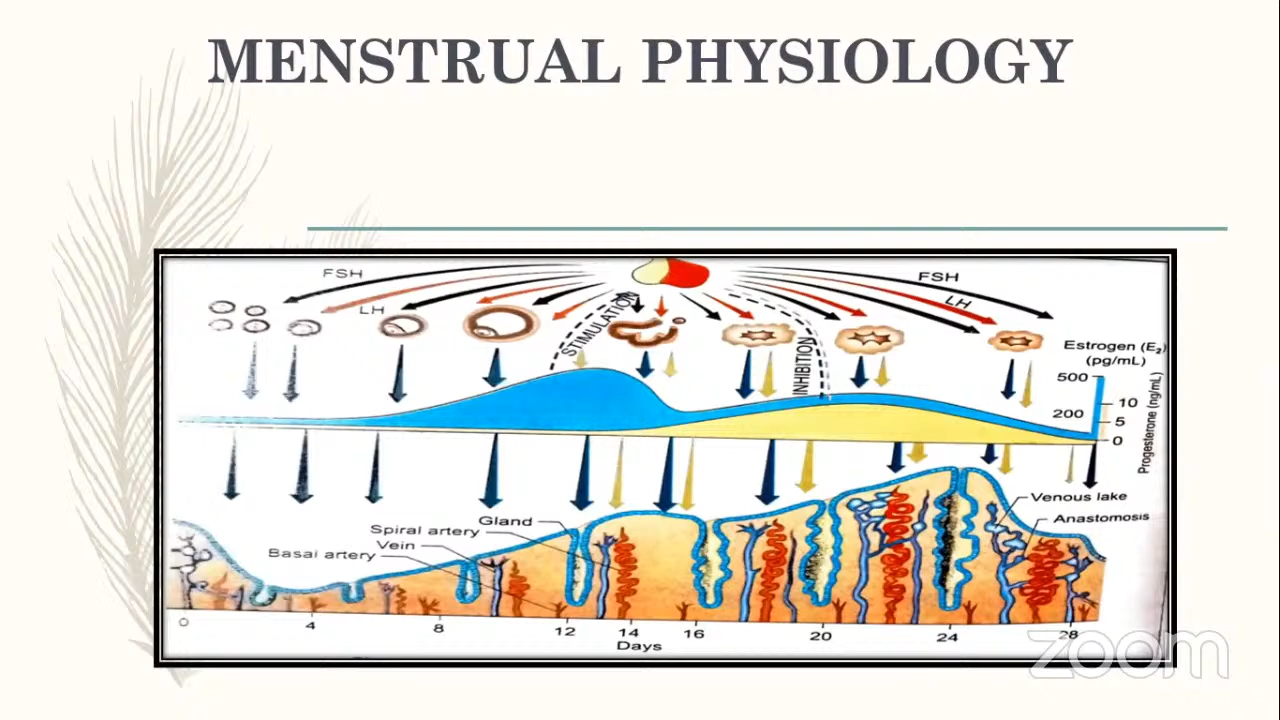 MENSTRUAL PHYSIOLOGY
FSH
FSH
LH
LH
STIMULATION
INHIBITION
Estrogen (E₂)
(pg/mL)
500
200
10
5
0
Progesterone (ng/mL)
Venous lake
Anastomosis
Gland
Spiral artery
Vein
Basal artery
0 4 8 12 14 16 20 24 28
Days
zoom